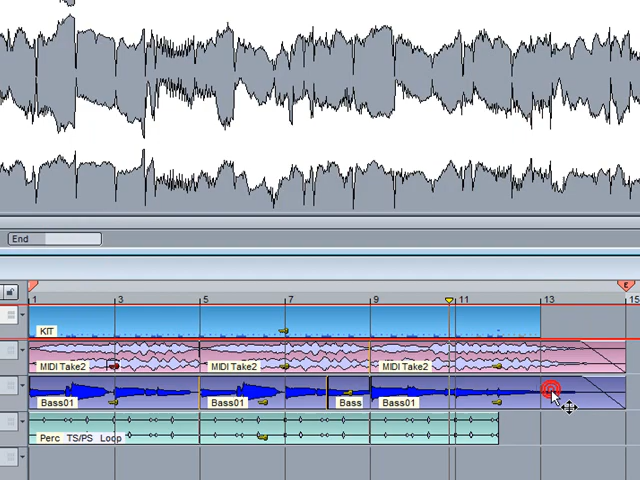 End
1 3 5 7 9 11 13 15
KIT
MIDI Take2 MIDI Take2 MIDI Take2
Bass01 Bass01 Bass Bass01
Perc TS/PS Loop